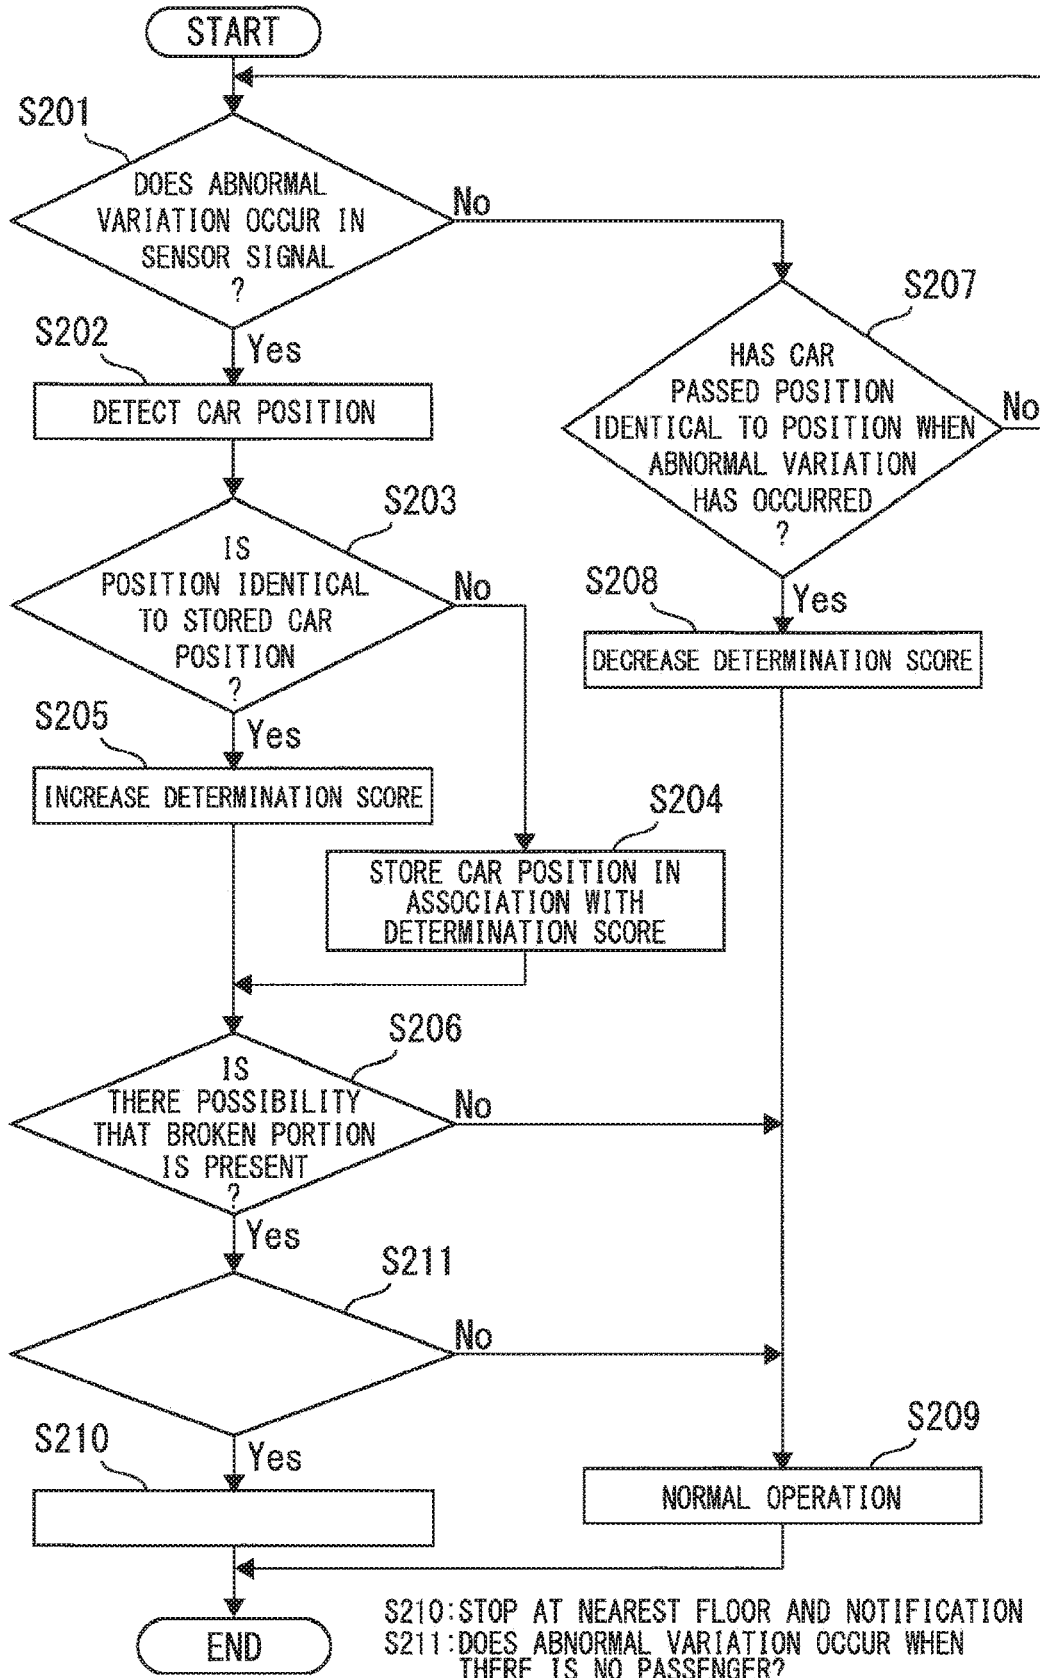 START
S201
DOES ABNORMAL
VARIATION OCCUR IN
SENSOR SIGNAL
?
No
Yes
S202
DETECT CAR POSITION
S203
IS
POSITION IDENTICAL
TO STORED CAR
POSITION
?
No
Yes
S205
INCREASE DETERMINATION SCORE
S204
STORE CAR POSITION IN
ASSOCIATION WITH
DETERMINATION SCORE
S206
IS
THERE POSSIBILITY
THAT BROKEN PORTION
IS PRESENT
?
No
Yes
S211
No
Yes
S210
END
S207
HAS CAR
PASSED POSITION
IDENTICAL TO POSITION WHEN
ABNORMAL VARIATION
HAS OCCURRED
?
No
Yes
S208
DECREASE DETERMINATION SCORE
S209
NORMAL OPERATION
S210:STOP AT NEAREST FLOOR AND NOTIFICATION
S211:DOES ABNORMAL VARIATION OCCUR WHEN
THERE IS NO PASSENGER?